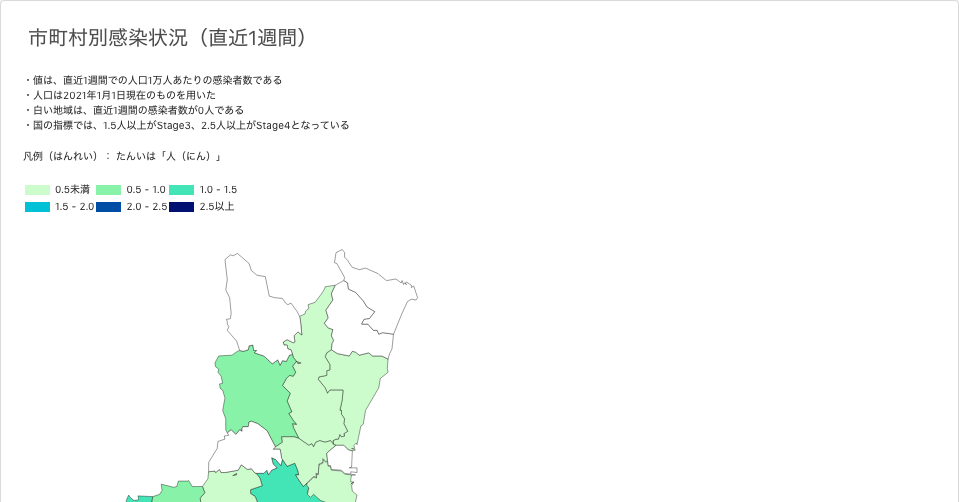 市町村別感染状況（直近1週間）
・値は、直近1週間での人口1万人あたりの感染者数である
・人口は2021年1月1日現在のものを用いた
・白い地域は、直近1週間の感染者数が0人である
・国の指標では、1.5人以上がStage3、2.5人以上がStage4となっている
凡例（はんれい）： たんいは「人（にん）」
0.5未満 0.5 - 1.0 1.0 - 1.5
1.5 - 2.0 2.0 - 2.5 2.5以上